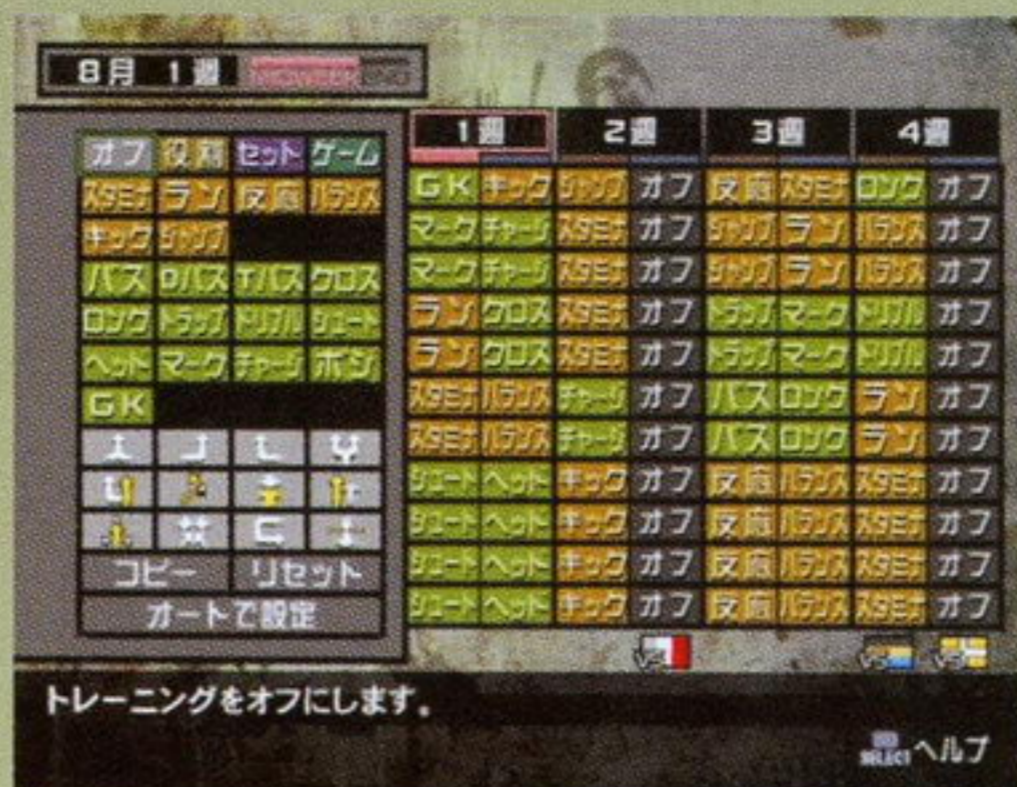 8月 1週
オフ 役割 セット ゲーム
スタミナ ラン 反応 バランス
キック ジャンプ
パス Dパス Tパス クロス
ロング トラップ ドリブル シュート
ヘッド マーク チャージ ポジ
GK
コピー リセット
オートで設定
1週 2週 3週 4週
GK キック ジャンプ オフ 反応 スタミナ ロング オフ
マーク チャージ スタミナ オフ ジャンプ ラン バランス オフ
マーク チャージ スタミナ オフ ジャンプ ラン バランス オフ
ラン クロス スタミナ オフ トラップ マーク ドリブル オフ
ラン クロス スタミナ オフ トラップ マーク ドリブル オフ
スタミナ バランス チャージ オフ パス ロング ラン オフ
スタミナ バランス チャージ オフ パス ロング ラン オフ
シュート ヘッド キック オフ 反応 バランス スタミナ オフ
シュート ヘッド キック オフ 反応 バランス スタミナ オフ
シュート ヘッド キック オフ 反応 バランス スタミナ オフ
シュート ヘッド キック オフ 反応 バランス スタミナ オフ
VS VS VS
トレーニングをオフにします。
SELECT ヘルプ